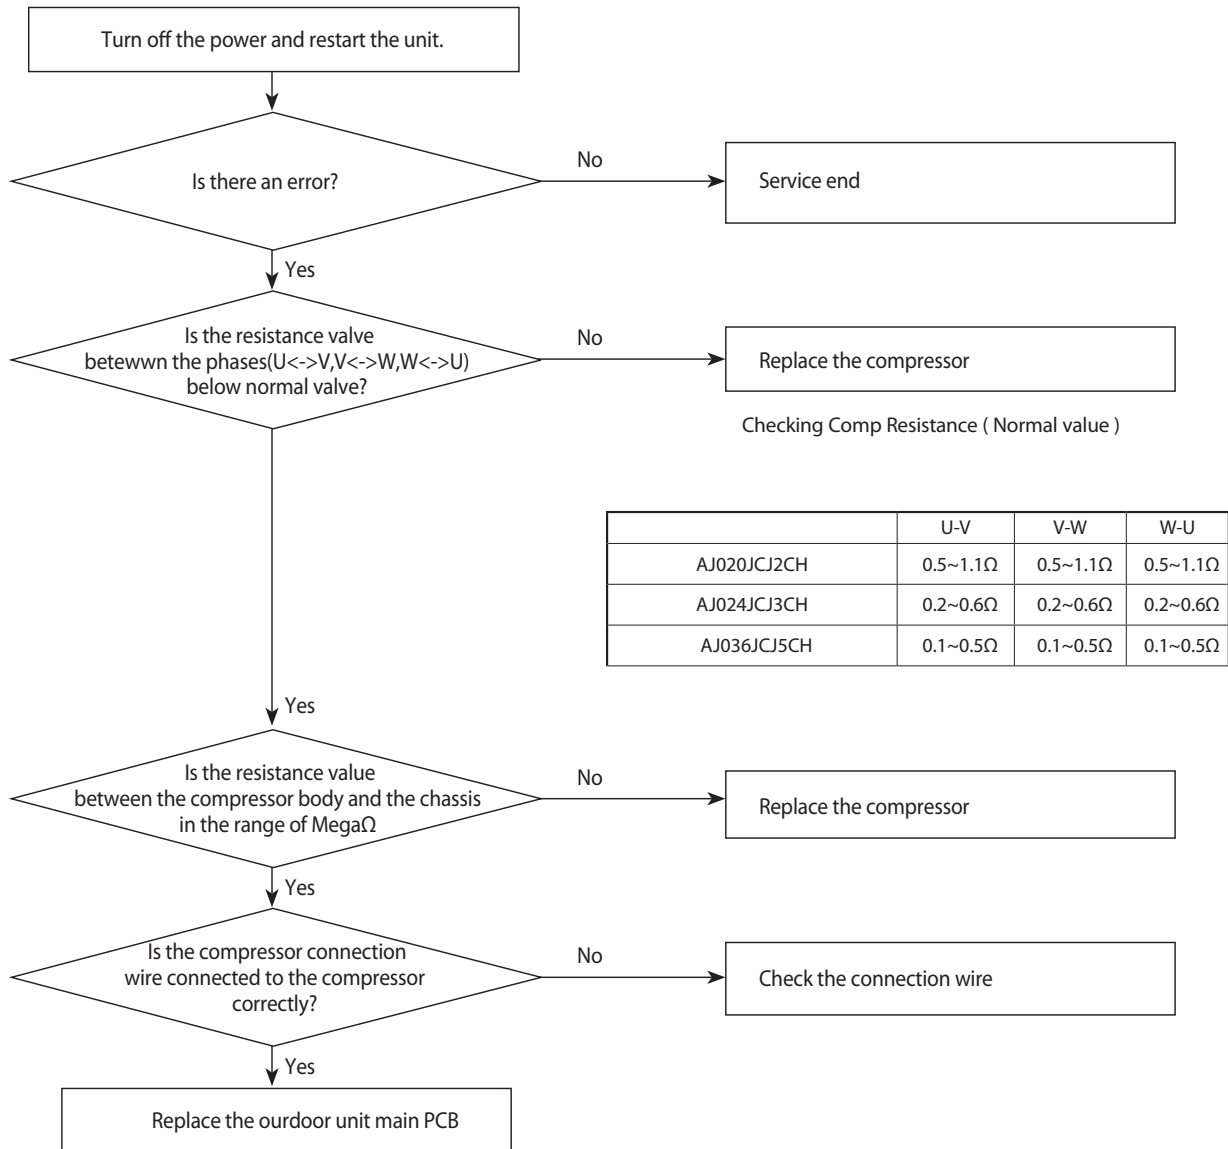 Turn off the power and restart the unit.
Is there an error?
No
Service end
Yes
Is the resistance valve
betewwn the phases(U<->V,V<->W,W<->U)
below normal valve?
No
Replace the compressor
Checking Comp Resistance ( Normal value )
U-V V-W W-U
AJ020JCJ2CH 0.5~1.1Ω 0.5~1.1Ω 0.5~1.1Ω
AJ024JCJ3CH 0.2~0.6Ω 0.2~0.6Ω 0.2~0.6Ω
AJ036JCJ5CH 0.1~0.5Ω 0.1~0.5Ω 0.1~0.5Ω
Yes
Is the resistance value
between the compressor body and the chassis
in the range of MegaΩ
No
Replace the compressor
Yes
Is the compressor connection
wire connected to the compressor
correctly?
No
Check the connection wire
Yes
Replace the ourdoor unit main PCB